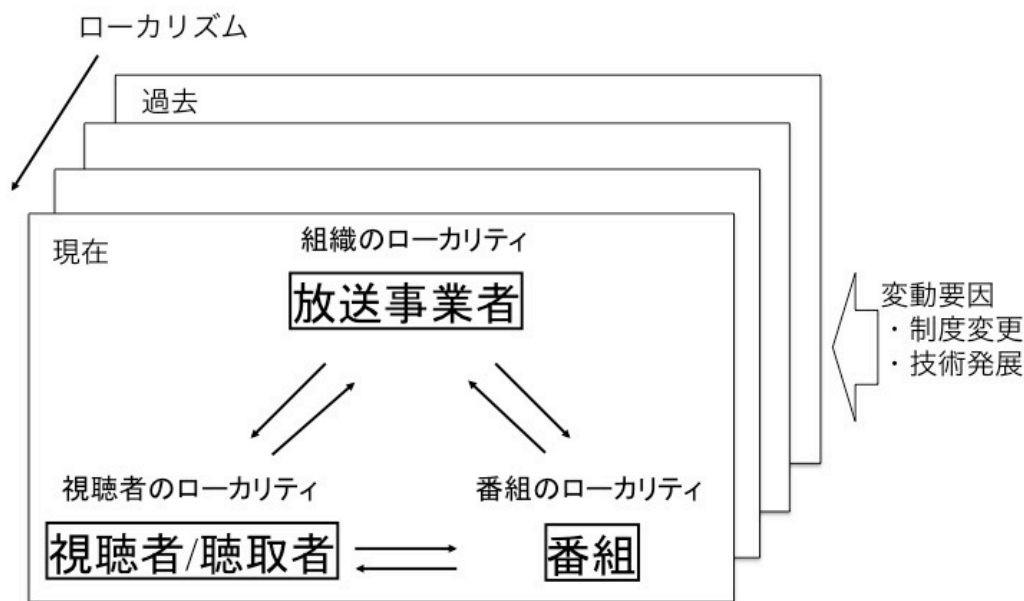 ローカリズム
過去
現在
組織のローカリティ
放送事業者
変動要因
・制度変更
・技術発展
視聴者のローカリティ
番組のローカリティ
視聴者/聴取者
番組